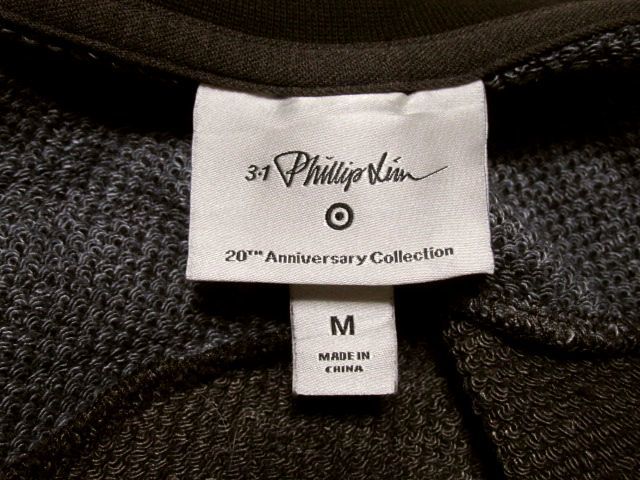 3.1 Phillip Lim
20TH Anniversary Collection
M
MADE IN
CHINA